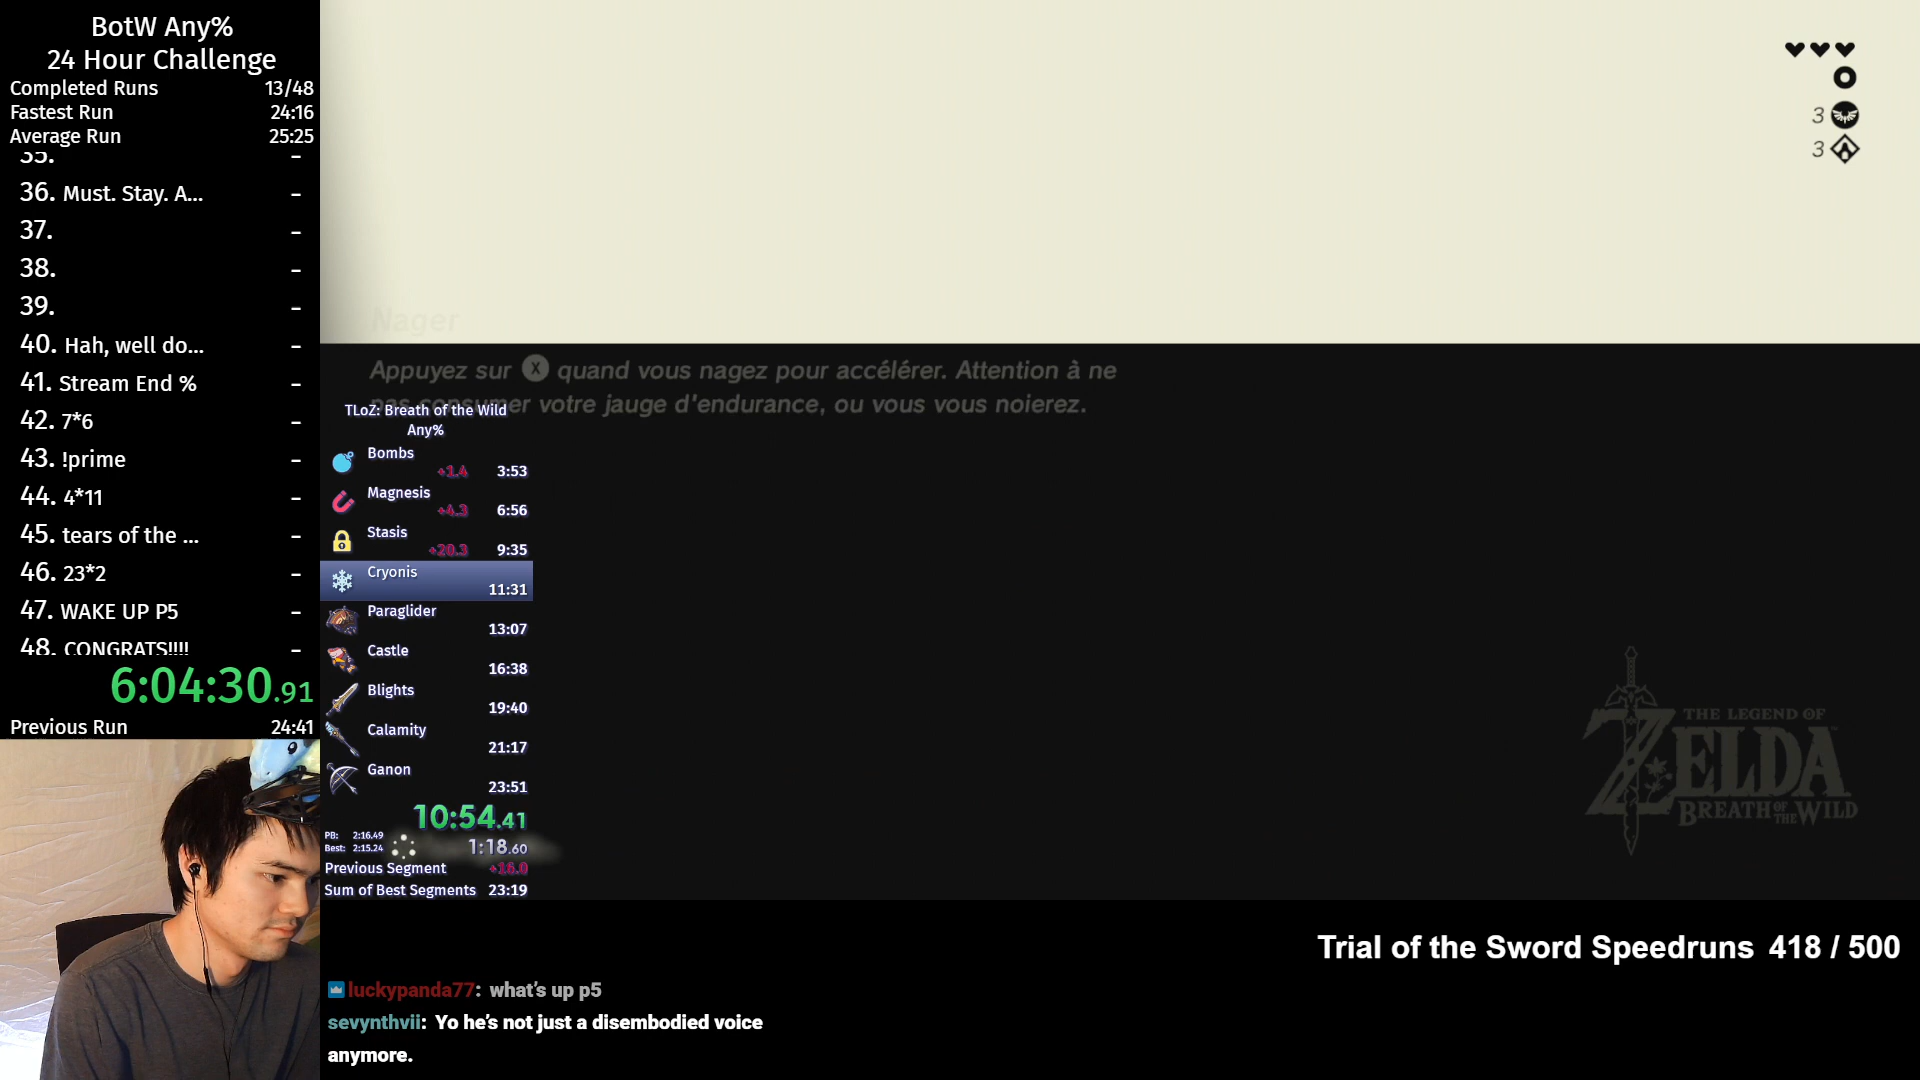 BotW Any%
24 Hour Challenge
Completed Runs 13/48
Fastest Run 24:16
Average Run 25:25
35. -
36. Must. Stay. A... -
37. -
38. -
39. -
40. Hah, well do... -
41. Stream End % -
42. 7*6 -
43. !prime -
44. 4*11 -
45. tears of the ... -
46. 23*2 -
47. WAKE UP P5 -
48. CONGRATS!!!! -
6:04:30.91
Previous Run 24:41
3
3
Nager
Appuyez sur X quand vous nagez pour accélérer. Attention à ne
pas consumer votre jauge d'endurance, ou vous vous noierez.
TLoZ: Breath of the Wild
Any%
Bombs
+1.4 3:53
Magnesis
+4.3 6:56
Stasis
+20.3 9:35
Cryonis
11:31
Paraglider
13:07
Castle
16:38
Blights
19:40
Calamity
21:17
Ganon
23:51
10:54.41
PB: 2:16.49
Best: 2:15.24
1:18.60
Previous Segment +16.0
Sum of Best Segments 23:19
THE LEGEND OF
ZELDA
BREATH OF THE WILD
Trial of the Sword Speedruns 418 / 500
luckypanda77: what's up p5
sevynthvii: Yo he's not just a disembodied voice
anymore.